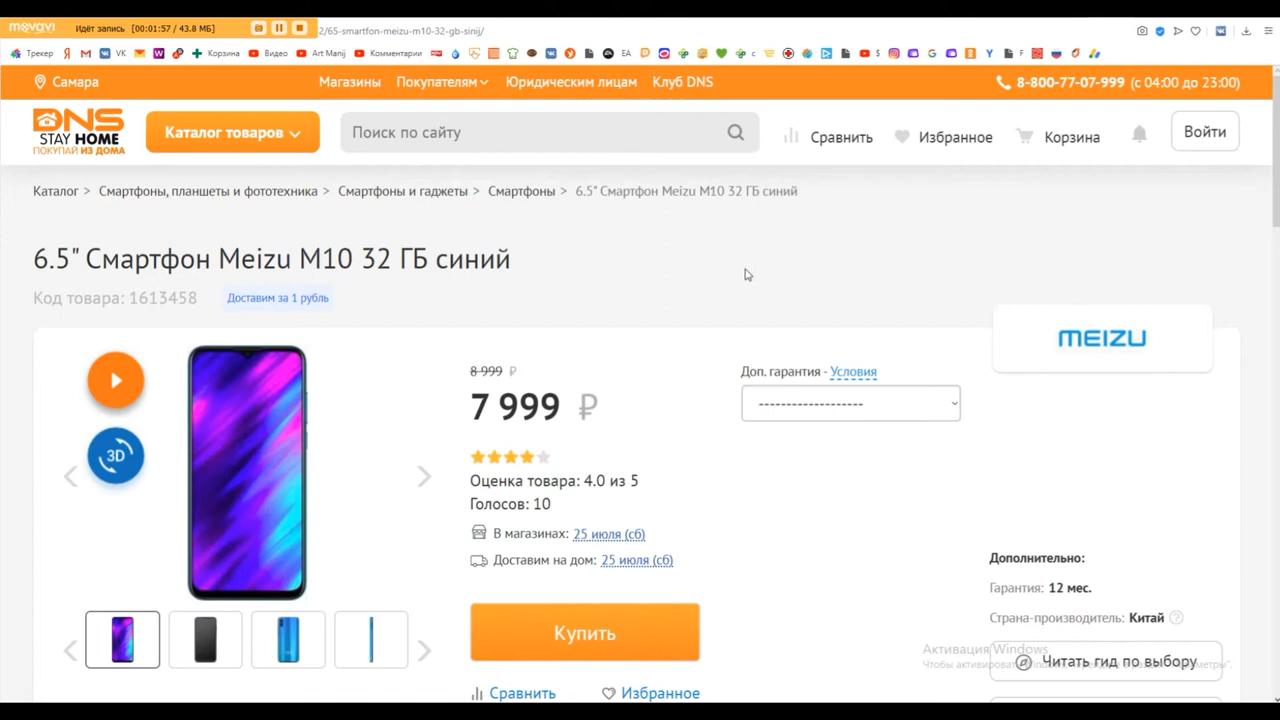 movavi Идёт запись [00:01:57 / 43.8 МБ]
2/65-smartfon-meizu-m10-32-gb-sinij/
Трекер VK Корзина Видео Art Manij Комментарии EA $ F
Самара Магазины Покупателям Юридическим лицам Клуб DNS 8-800-77-07-999 (с 04:00 до 23:00)
DNS
STAY HOME
ПОКУПАЙ ИЗ ДОМА
Каталог товаров Поиск по сайту Сравнить Избранное Корзина Войти
Каталог > Смартфоны, планшеты и фототехника > Смартфоны и гаджеты > Смартфоны > 6.5" Смартфон Meizu M10 32 ГБ синий
6.5" Смартфон Meizu M10 32 ГБ синий
Код товара: 1613458 Доставим за 1 рубль
MEIZU
3D
8 999 ₽
7 999 ₽
Доп. гарантия - Условия
-------------------
Оценка товара: 4.0 из 5
Голосов: 10
В магазинах: 25 июля (сб)
Доставим на дом: 25 июля (сб)
Купить
Сравнить Избранное
Дополнительно:
Гарантия: 12 мес.
Страна-производитель: Китай ?
Читать гид по выбору
Активация Windows